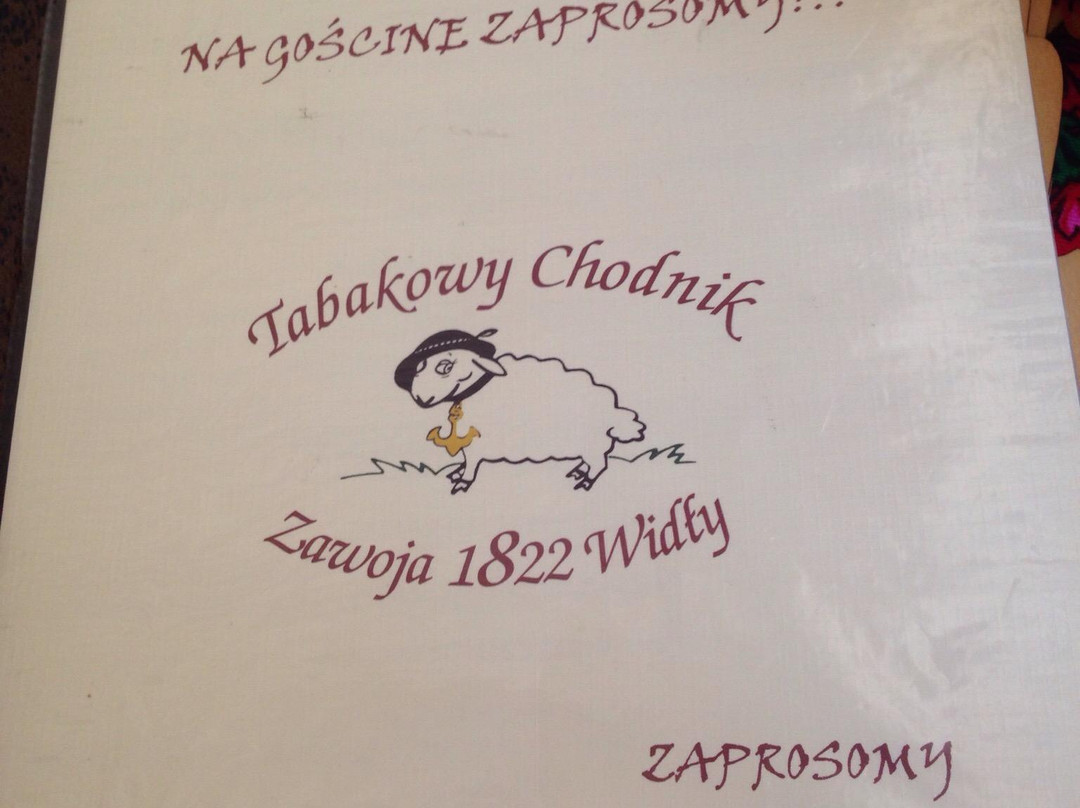 NA GOŚCINE ZAPROSOMY!...
Tabakowy Chodnik
Zawoja 1822 Widły
ZAPROSOMY